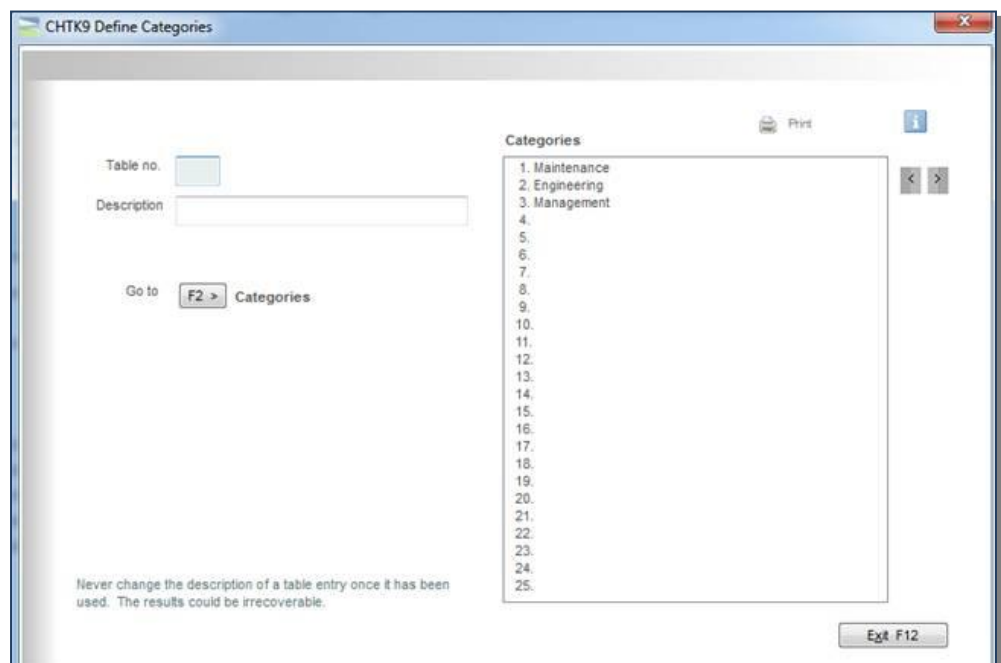 CHTK9 Define Categories
x
Print
i
Categories
Table no.
Description
Go to
F2 >
Categories
1. Maintenance
2. Engineering
3. Management
4.
5.
6.
7.
8.
9.
10.
11.
12.
13.
14.
15.
16.
17.
18.
19.
20.
21.
22.
23.
24.
25.
< >
Never change the description of a table entry once it has been
used. The results could be irrecoverable.
Exit F12